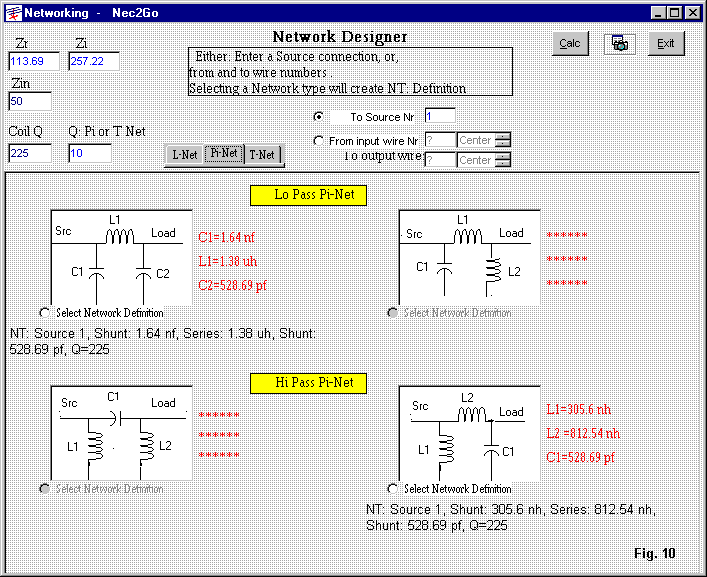 Networking - Nec2Go
Network Designer
Zr Zi
113.69 257.22
Zin
50
Coil Q Q: Pi or T Net
225 10
Either: Enter a Source connection, or,
from and to wire numbers .
Selecting a Network type will create NT: Definition
Calc Exit
To Source Nr 1
From input wire Nr ? Center
To output wire ? Center
L-Net Pi-Net T-Net
Lo Pass Pi-Net
L1
Src Load
C1 C2
C1=1.64 nf
L1=1.38 uh
C2=528.69 pf
Select Network Definition
NT: Source 1, Shunt: 1.64 nf, Series: 1.38 uh, Shunt:
528.69 pf, Q=225
L1
Src Load
C1 L2
******
******
******
Select Network Definition
Hi Pass Pi-Net
C1
Src Load
L1 L2
******
******
******
Select Network Definition
L2
Src Load
L1 C1
L1=305.6 nh
L2 =812.54 nh
C1=528.69 pf
Select Network Definition
NT: Source 1, Shunt: 305.6 nh, Series: 812.54 nh,
Shunt: 528.69 pf, Q=225
Fig. 10